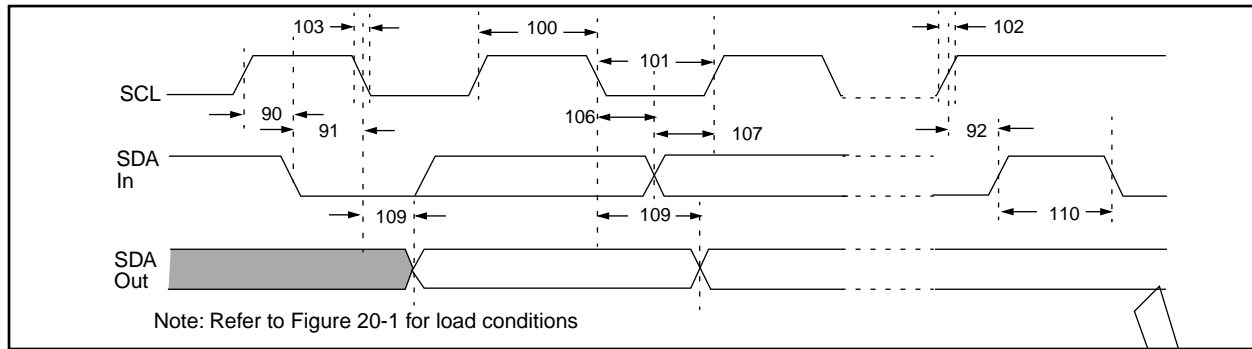 103
100
102
101
SCL
90
106
91
107
92
SDA
In
109
109
110
SDA
Out
Note: Refer to Figure 20-1 for load conditions